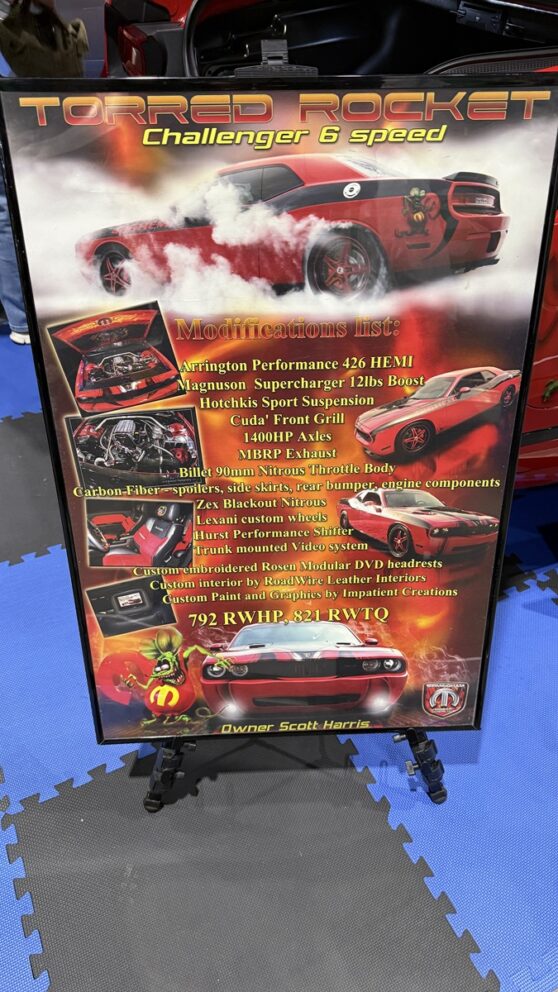 TORRED ROCKET
Challenger 6 speed
Modifications list:
Arrington Performance 426 HEMI
Magnuson Supercharger 12lbs Boost
Hotchkis Sport Suspension
Cuda' Front Grill
1400HP Axles
MBRP Exhaust
Billet 90mm Nitrous Throttle Body
Carbon Fiber - spoilers, side skirts, rear bumper, engine components
Zex Blackout Nitrous
Lexani custom wheels
Hurst Performance Shifter
Trunk mounted Video system
Custom embroidered Rosen Modular DVD headrests
Custom interior by RoadWire Leather Interiors
Custom Paint and Graphics by Impatient Creations
792 RWHP, 821 RWTQ
Owner Scott Harris